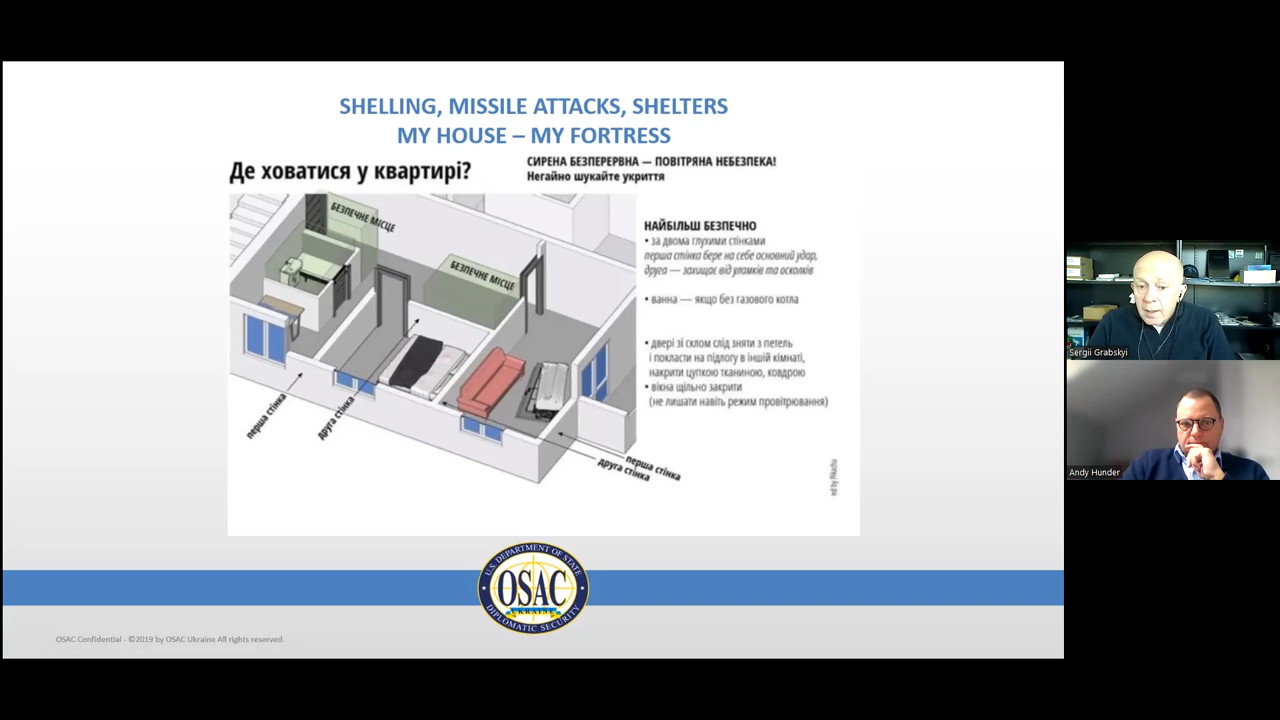 SHELLING, MISSILE ATTACKS, SHELTERS
MY HOUSE – MY FORTRESS
Де ховатися у квартирі?
СИРЕНА БЕЗПЕРЕРВНА — ПОВІТРЯНА НЕБЕЗПЕКА!
Негайно шукайте укриття
БЕЗПЕЧНЕ МІСЦЕ
БЕЗПЕЧНЕ МІСЦЕ
перша стінка
друга стінка
перша стінка
друга стінка
НАЙБІЛЬШ БЕЗПЕЧНО
• за двома глухими стінками
перша стінка бере на себе основний удар,
друга — захищає від уламків та осколків
• ванна — якщо без газового котла
• двері зі склом слід зняти з петель
і покласти на підлогу в іншій кімнаті,
накрити цупкою тканиною, ковдрою
• вікна щільно закрити
(не лишати навіть режим провітрювання)
ed by Pikachu
U.S. DEPARTMENT OF STATE
OSAC
UKRAINE
DIPLOMATIC SECURITY
OSAC Confidential - ©2019 by OSAC Ukraine All rights reserved.
Sergii Grabskyi
Andy Hunder